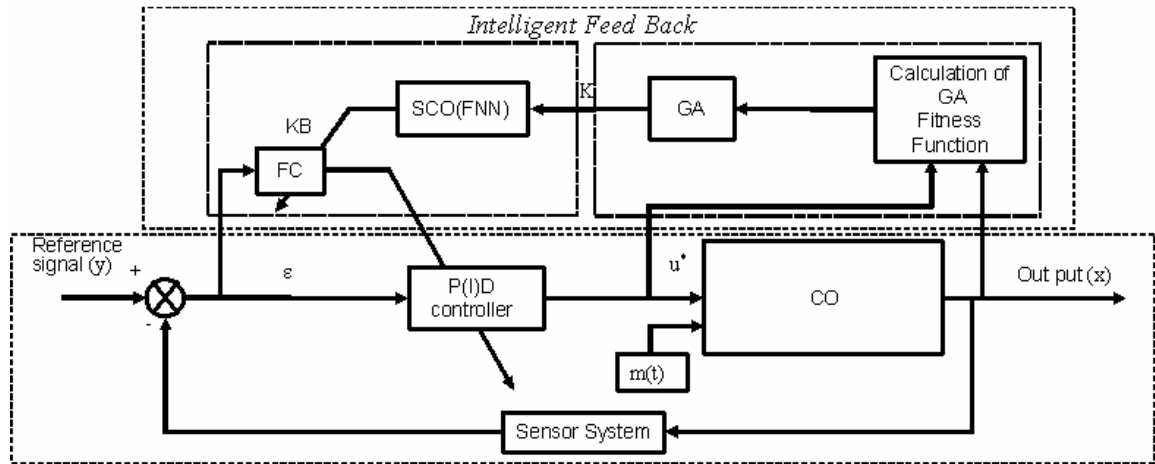 Intelligent Feed Back
Calculation of
GA
Fitness
Function
GA
K
SCO(FNN)
KB
FC
Reference
signal (y)
+
-
ε
P(I)D
controller
u*
CO
Out put (x)
m(t)
Sensor System